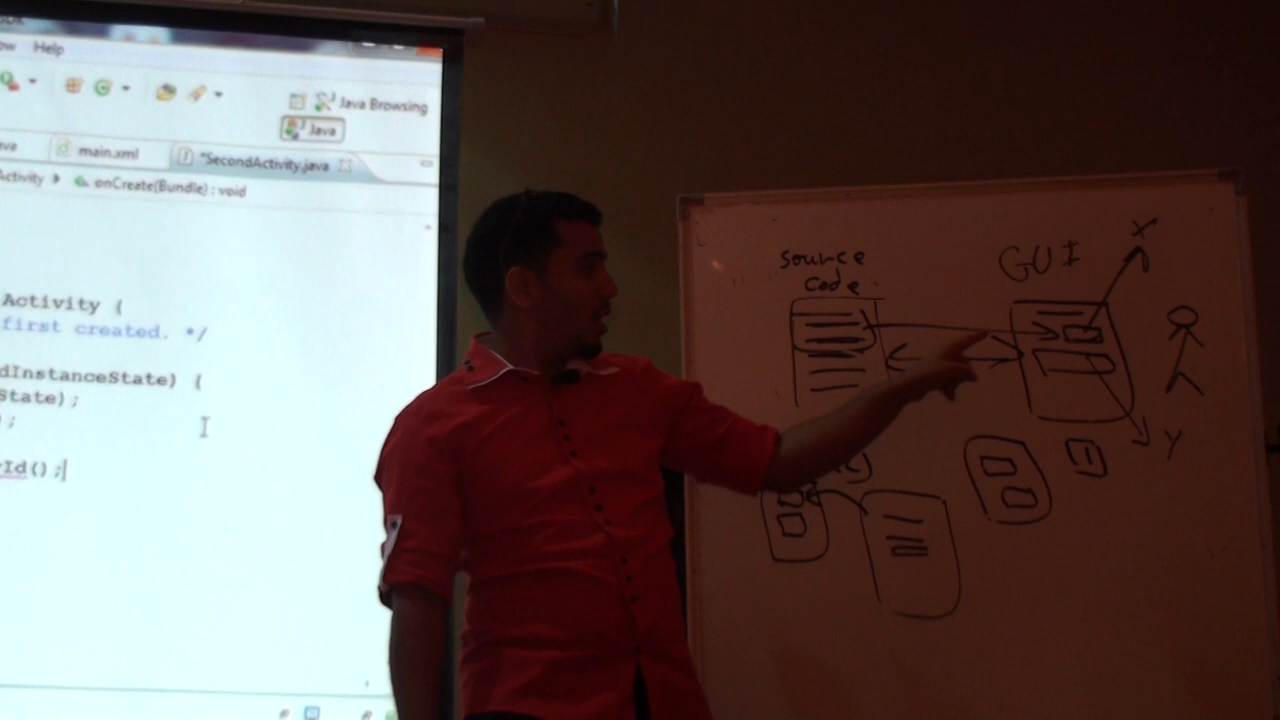 Help
Java Browsing
Java
main.xml
*SecondActivity.java
Activity
onCreate(Bundle) : void
Activity {
first created. */
dInstanceState) {
State);
);
Id();
source
code
GUI
X
Y
1